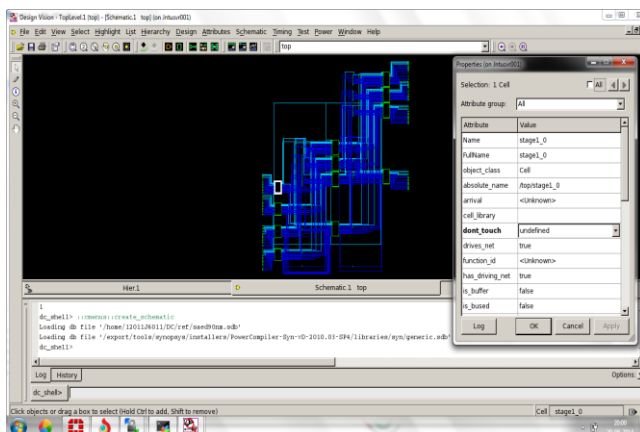 Design Vision - TopLevel.1 (top) - [Schematic.1 top] (on Jntusvr001)
File Edit View Select Highlight List Hierarchy Design Attributes Schematic Timing Test Power Window Help
top
Properties (on Jntusvr001)
Selection: 1 Cell
All
Attribute group: All
Attribute Value
Name stage1_0
FullName stage1_0
object_class Cell
absolute_name /top/stage1_0
arrival <Unknown>
cell_library
dont_touch undefined
drives_net true
function_id <Unknown>
has_driving_net true
is_buffer false
is_bused false
Log OK Cancel Apply
Hier.1 Schematic.1 top
1
dc_shell> ::cmenus::create_schematic
Loading db file '/home/12011J6011/DC/ref/saed90nm.sdb'
Loading db file '/export/tools/synopsys/installers/PowerCompiler-Syn-vD-2010.03-SP4/libraries/syn/generic.sdb'
dc_shell>
Log History
Options:
dc_shell>
Click objects or drag a box to select (Hold Ctrl to add, Shift to remove)
Cell stage1_0
20:00